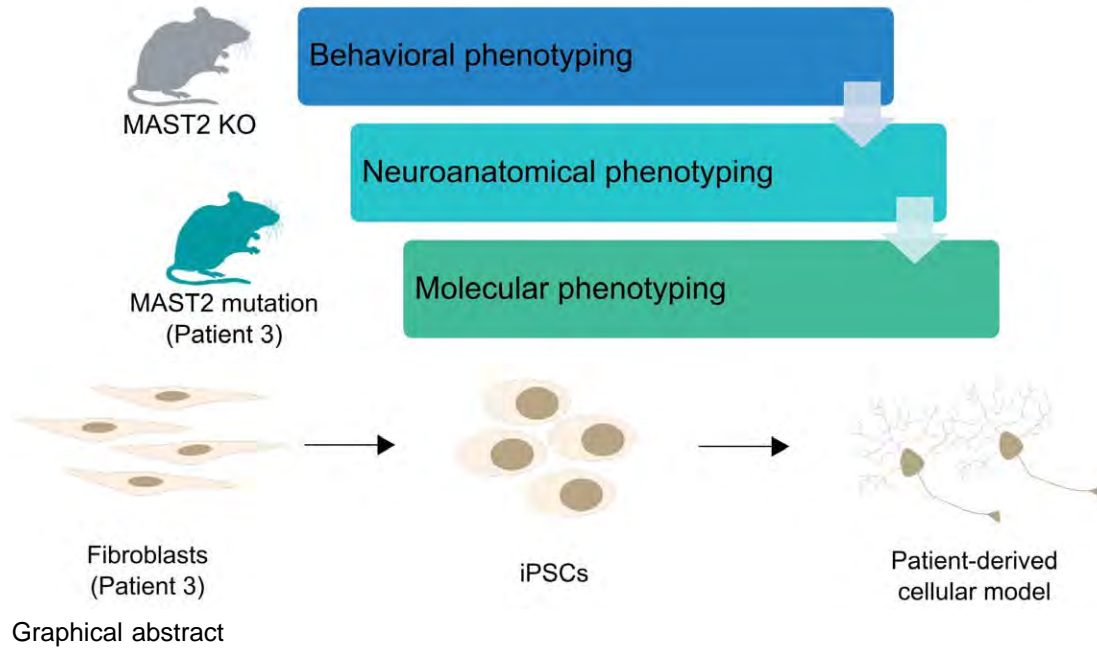 Behavioral phenotyping
MAST2 KO
Neuroanatomical phenotyping
MAST2 mutation
(Patient 3)
Molecular phenotyping
Fibroblasts
(Patient 3)
iPSCs
Patient-derived
cellular model
Graphical abstract